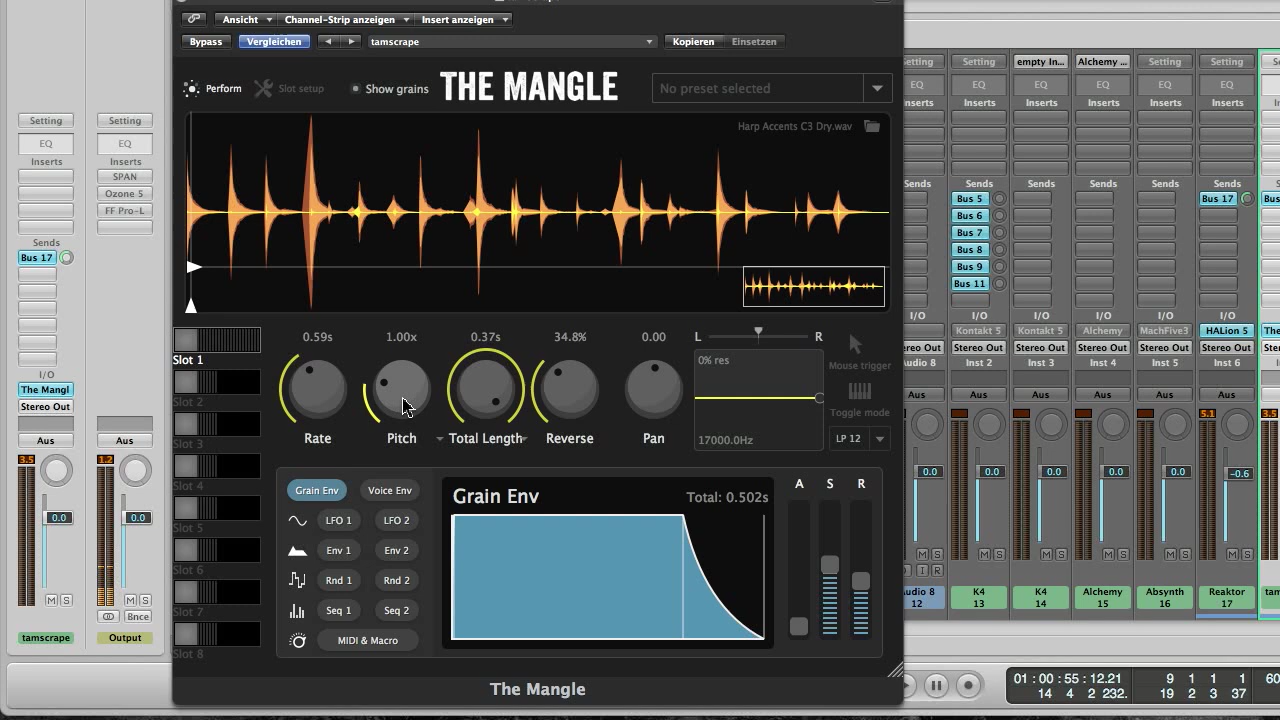 Ansicht Channel-Strip anzeigen Insert anzeigen
Bypass Vergleichen tamscrape Kopieren Einsetzen
Perform Slot setup Show grains THE MANGLE No preset selected
Harp Accents C3 Dry.wav
Slot 1
Slot 2
Slot 3
Slot 4
Slot 5
Slot 6
Slot 7
Slot 8
0.59s 1.00x 0.37s 34.8% 0.00
Rate Pitch Total Length Reverse Pan
L R
0% res
17000.0Hz
Mouse trigger
Toggle mode
LP 12
Grain Env Voice Env
LFO 1 LFO 2
Env 1 Env 2
Rnd 1 Rnd 2
Seq 1 Seq 2
MIDI & Macro
Grain Env Total: 0.502s
A S R
The Mangle
Setting Setting
EQ EQ
Inserts Inserts
SPAN
Ozone 5
FF Pro-L
Sends
Bus 17
I/O
The Mangl
Stereo Out
Aus Aus
3.5 1.2
0.0 0.0
M S Bnce
tamscrape Output
Setting Setting empty In... Alchemy ... Setting Setting
EQ EQ EQ EQ EQ EQ
Inserts Inserts Inserts Inserts Inserts
Sends Sends Sends Sends Sends
Bus 5 Bus 17
Bus 6
Bus 7
Bus 8
Bus 9
Bus 11
I/O I/O I/O I/O I/O
Kontakt 5 Kontakt 5 Alchemy MachFive3 HALion 5
Stereo Out Stereo Out Stereo Out Stereo Out Stereo Out
Audio 8 Inst 2 Inst 3 Inst 4 Inst 5 Inst 6
Aus Aus Aus Aus Aus
5.1 3.5
0.0 0.0 0.0 0.0 -0.6
M S M S M S M S M S
I R
Audio 8 K4 K4 Alchemy Absynth Reaktor
12 13 14 15 16 17
01:00:55:12.21 9 1 1 1
14 4 2 232. 19 2 3 37